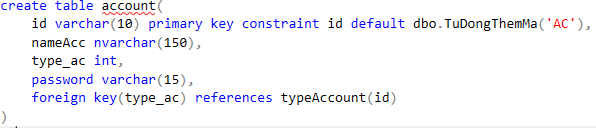 create table account(
id varchar(10) primary key constraint id default dbo.TuDongThemMa('AC'),
nameAcc nvarchar(150),
type_ac int,
password varchar(15),
foreign key(type_ac) references typeAccount(id)
)